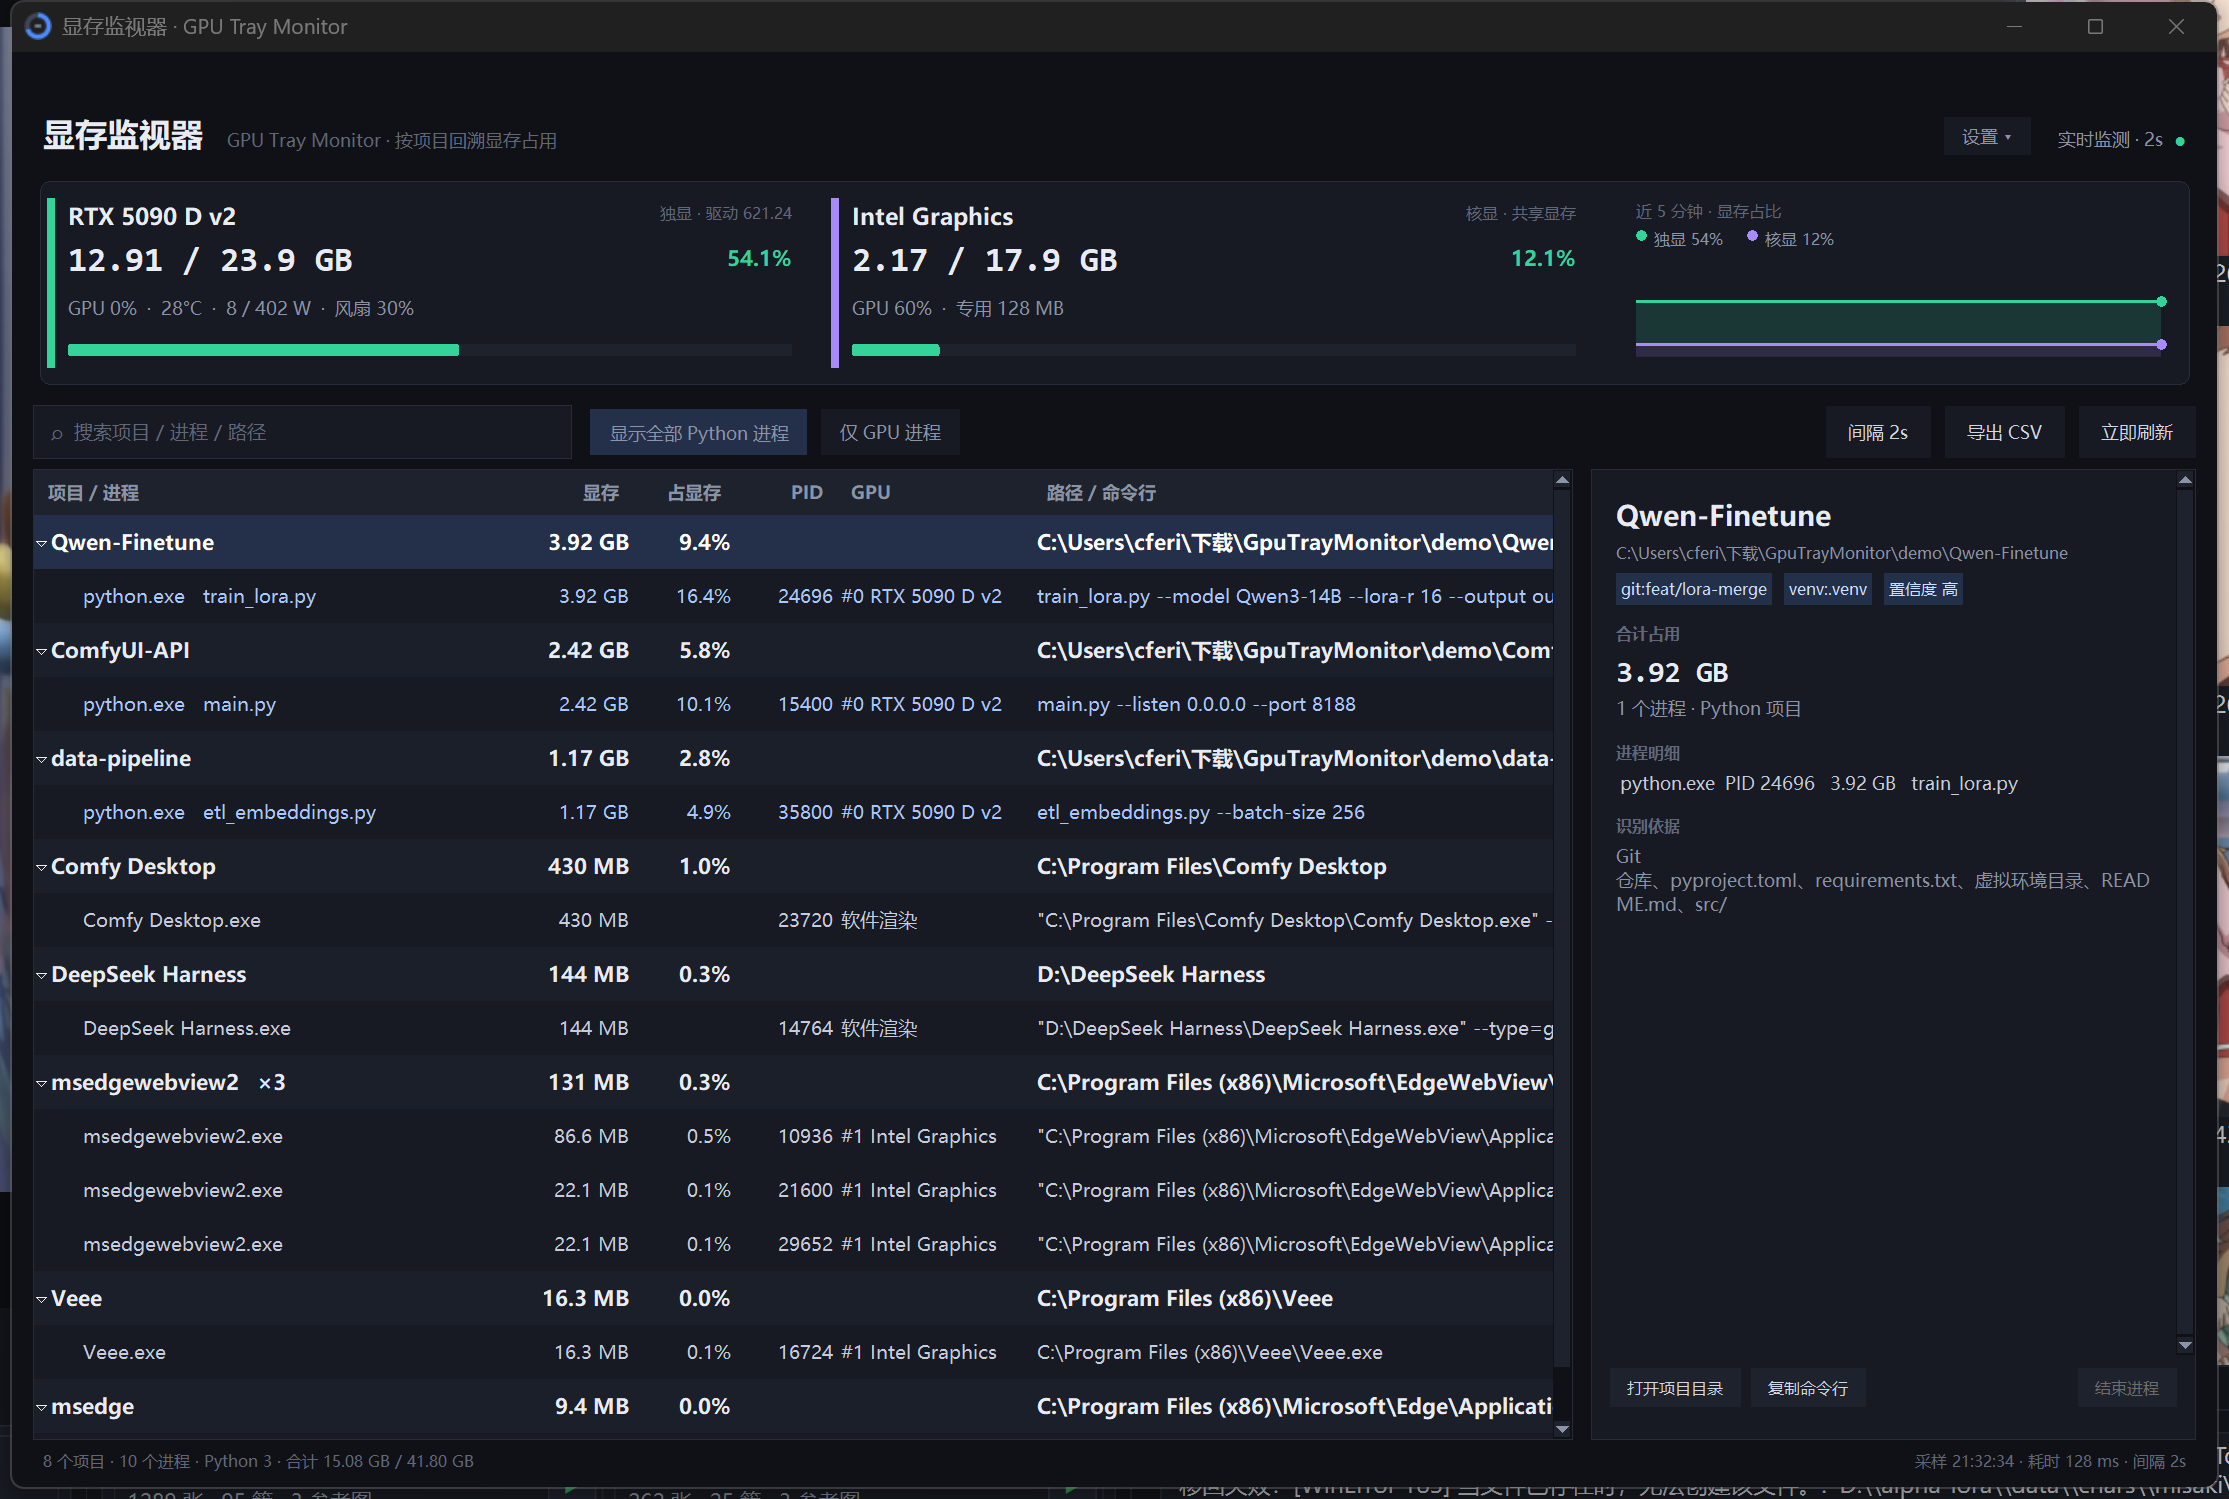 显存监视器 · GPU Tray Monitor
显存监视器 GPU Tray Monitor · 按项目回溯显存占用
设置 ▾ 实时监测 · 2s
RTX 5090 D v2 独显 · 驱动 621.24
12.91 / 23.9 GB 54.1%
GPU 0% · 28°C · 8 / 402 W · 风扇 30%
Intel Graphics 核显 · 共享显存
2.17 / 17.9 GB 12.1%
GPU 60% · 专用 128 MB
近 5 分钟 · 显存占比
独显 54% 核显 12%
搜索项目 / 进程 / 路径 显示全部 Python 进程 仅 GPU 进程 间隔 2s 导出 CSV 立即刷新
项目 / 进程 显存 占显存 PID GPU 路径 / 命令行
Qwen-Finetune 3.92 GB 9.4% C:\Users\cferi\下载\GpuTrayMonitor\demo\Qwer
python.exe train_lora.py 3.92 GB 16.4% 24696 #0 RTX 5090 D v2 train_lora.py --model Qwen3-14B --lora-r 16 --output ou
ComfyUI-API 2.42 GB 5.8% C:\Users\cferi\下载\GpuTrayMonitor\demo\Com
python.exe main.py 2.42 GB 10.1% 15400 #0 RTX 5090 D v2 main.py --listen 0.0.0.0 --port 8188
data-pipeline 1.17 GB 2.8% C:\Users\cferi\下载\GpuTrayMonitor\demo\data-
python.exe etl_embeddings.py 1.17 GB 4.9% 35800 #0 RTX 5090 D v2 etl_embeddings.py --batch-size 256
Comfy Desktop 430 MB 1.0% C:\Program Files\Comfy Desktop
Comfy Desktop.exe 430 MB 23720 软件渲染 "C:\Program Files\Comfy Desktop\Comfy Desktop.exe" -
DeepSeek Harness 144 MB 0.3% D:\DeepSeek Harness
DeepSeek Harness.exe 144 MB 14764 软件渲染 "D:\DeepSeek Harness\DeepSeek Harness.exe" --type=g
msedgewebview2 ×3 131 MB 0.3% C:\Program Files (x86)\Microsoft\EdgeWebView\
msedgewebview2.exe 86.6 MB 0.5% 10936 #1 Intel Graphics "C:\Program Files (x86)\Microsoft\EdgeWebView\Applica
msedgewebview2.exe 22.1 MB 0.1% 21600 #1 Intel Graphics "C:\Program Files (x86)\Microsoft\EdgeWebView\Applica
msedgewebview2.exe 22.1 MB 0.1% 29652 #1 Intel Graphics "C:\Program Files (x86)\Microsoft\EdgeWebView\Applica
Veee 16.3 MB 0.0% C:\Program Files (x86)\Veee
Veee.exe 16.3 MB 0.1% 16724 #1 Intel Graphics C:\Program Files (x86)\Veee\Veee.exe
msedge 9.4 MB 0.0% C:\Program Files (x86)\Microsoft\Edge\Applicati
Qwen-Finetune
C:\Users\cferi\下载\GpuTrayMonitor\demo\Qwen-Finetune
git:feat/lora-merge venv:.venv 置信度 高
合计占用
3.92 GB
1 个进程 · Python 项目
进程明细
python.exe PID 24696 3.92 GB train_lora.py
识别依据
Git
仓库、pyproject.toml、requirements.txt、虚拟环境目录、READ
ME.md、src/
打开项目目录 复制命令行 结束进程
8 个项目 · 10 个进程 · Python 3 · 合计 15.08 GB / 41.80 GB 采样 21:32:34 · 耗时 128 ms · 间隔 2s